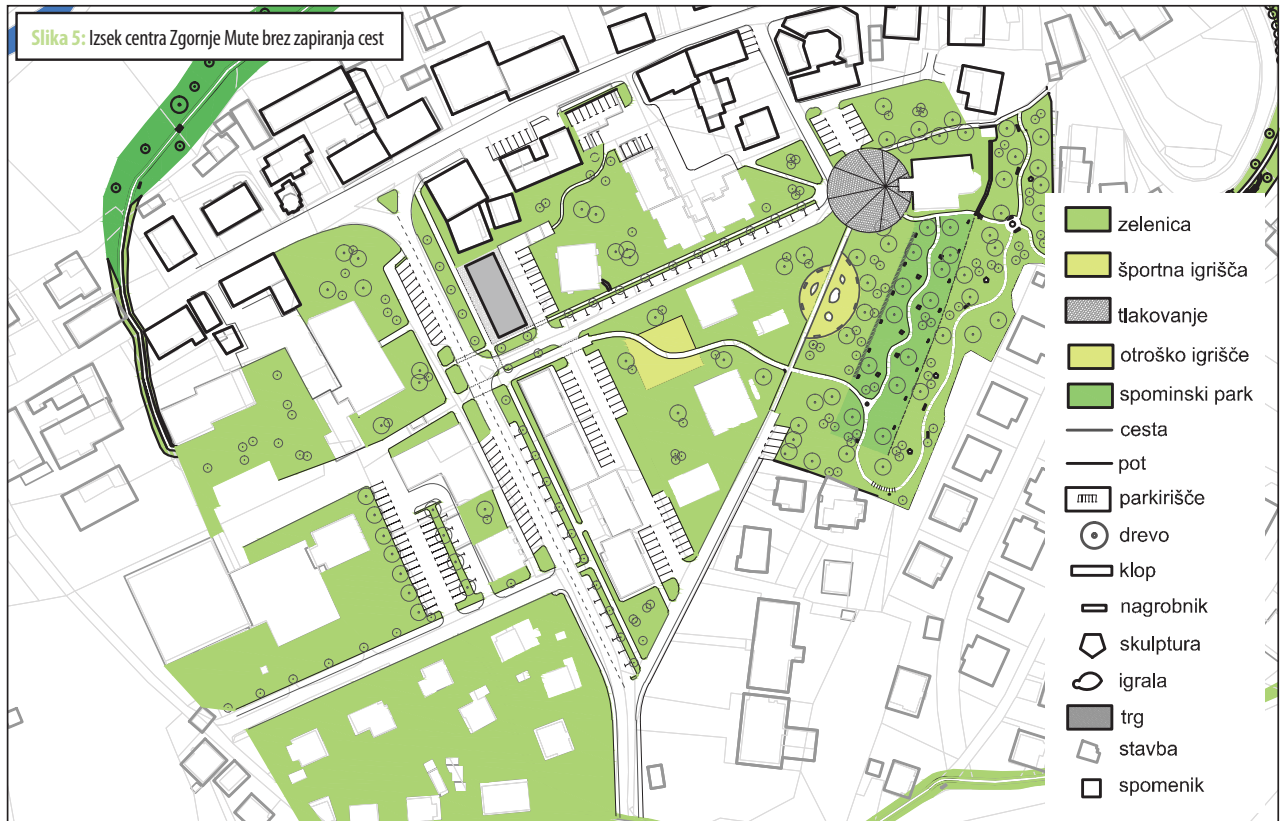 Slika 5: Izsek centra Zgornje Mute brez zapiranja cest
zelenica
športna igrišča
tlakovanje
otroško igrišče
spominski park
cesta
pot
parkirišče
drevo
klop
nagrobnik
skulptura
igrala
trg
stavba
spomenik